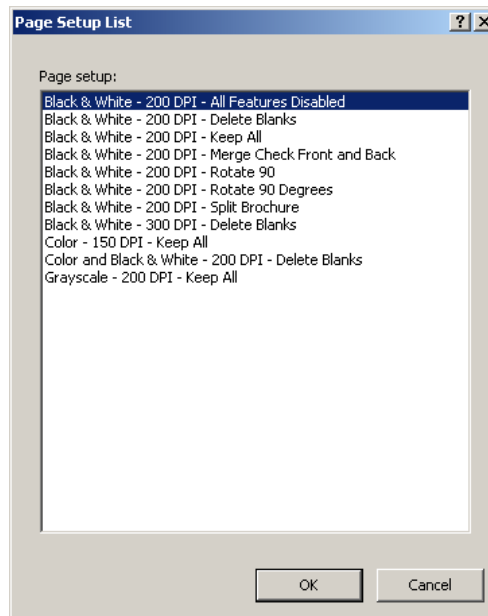 Page Setup List
Page setup:
Black & White - 200 DPI - All Features Disabled
Black & White - 200 DPI - Delete Blanks
Black & White - 200 DPI - Keep All
Black & White - 200 DPI - Merge Check Front and Back
Black & White - 200 DPI - Rotate 90
Black & White - 200 DPI - Rotate 90 Degrees
Black & White - 200 DPI - Split Brochure
Black & White - 300 DPI - Delete Blanks
Color - 150 DPI - Keep All
Color and Black & White - 200 DPI - Delete Blanks
Grayscale - 200 DPI - Keep All
OK Cancel